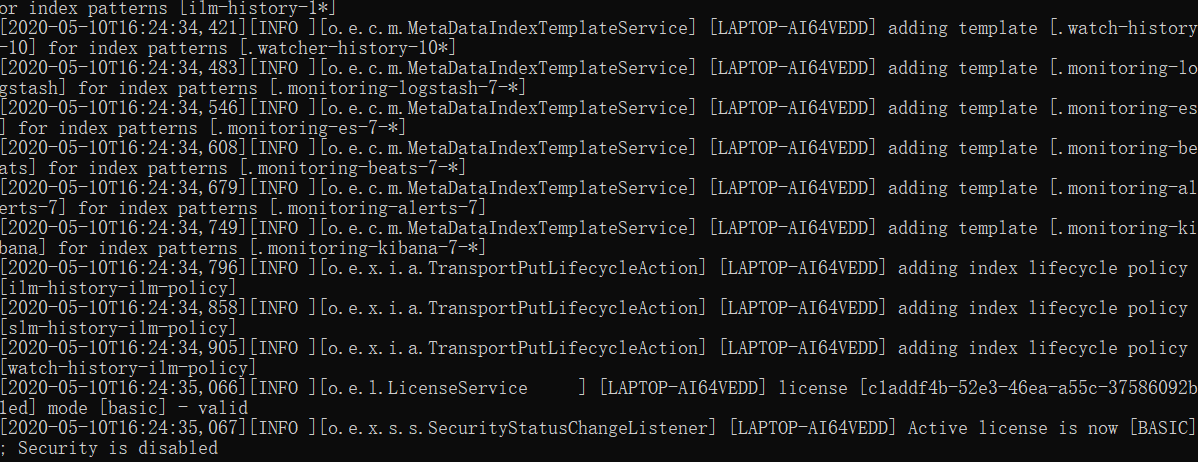 or index patterns [ilm-history-1*]
[2020-05-10T16:24:34,421][INFO ][o.e.c.m.MetaDataIndexTemplateService] [LAPTOP-AI64VEDD] adding template [.watch-history
-10] for index patterns [.watcher-history-10*]
[2020-05-10T16:24:34,483][INFO ][o.e.c.m.MetaDataIndexTemplateService] [LAPTOP-AI64VEDD] adding template [.monitoring-lo
gstash] for index patterns [.monitoring-logstash-7-*]
[2020-05-10T16:24:34,546][INFO ][o.e.c.m.MetaDataIndexTemplateService] [LAPTOP-AI64VEDD] adding template [.monitoring-es
] for index patterns [.monitoring-es-7-*]
[2020-05-10T16:24:34,608][INFO ][o.e.c.m.MetaDataIndexTemplateService] [LAPTOP-AI64VEDD] adding template [.monitoring-be
ats] for index patterns [.monitoring-beats-7-*]
[2020-05-10T16:24:34,679][INFO ][o.e.c.m.MetaDataIndexTemplateService] [LAPTOP-AI64VEDD] adding template [.monitoring-al
erts-7] for index patterns [.monitoring-alerts-7]
[2020-05-10T16:24:34,749][INFO ][o.e.c.m.MetaDataIndexTemplateService] [LAPTOP-AI64VEDD] adding template [.monitoring-ki
bana] for index patterns [.monitoring-kibana-7-*]
[2020-05-10T16:24:34,796][INFO ][o.e.x.i.a.TransportPutLifecycleAction] [LAPTOP-AI64VEDD] adding index lifecycle policy
[ilm-history-ilm-policy]
[2020-05-10T16:24:34,858][INFO ][o.e.x.i.a.TransportPutLifecycleAction] [LAPTOP-AI64VEDD] adding index lifecycle policy
[slm-history-ilm-policy]
[2020-05-10T16:24:34,905][INFO ][o.e.x.i.a.TransportPutLifecycleAction] [LAPTOP-AI64VEDD] adding index lifecycle policy
[watch-history-ilm-policy]
[2020-05-10T16:24:35,066][INFO ][o.e.l.LicenseService     ] [LAPTOP-AI64VEDD] license [c1addf4b-52e3-46ea-a55c-37586092b
1ed] mode [basic] - valid
[2020-05-10T16:24:35,067][INFO ][o.e.x.s.s.SecurityStatusChangeListener] [LAPTOP-AI64VEDD] Active license is now [BASIC]
; Security is disabled